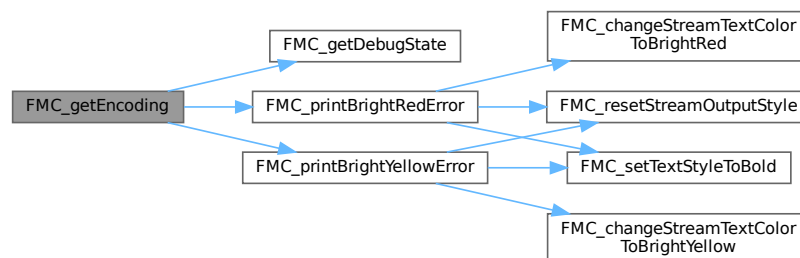 FMC_getEncoding
FMC_getDebugState
FMC_printBrightRedError
FMC_printBrightYellowError
FMC_changeStreamTextColor
ToBrightRed
FMC_resetStreamOutputStyle
FMC_setTextStyleToBold
FMC_changeStreamTextColor
ToBrightYellow